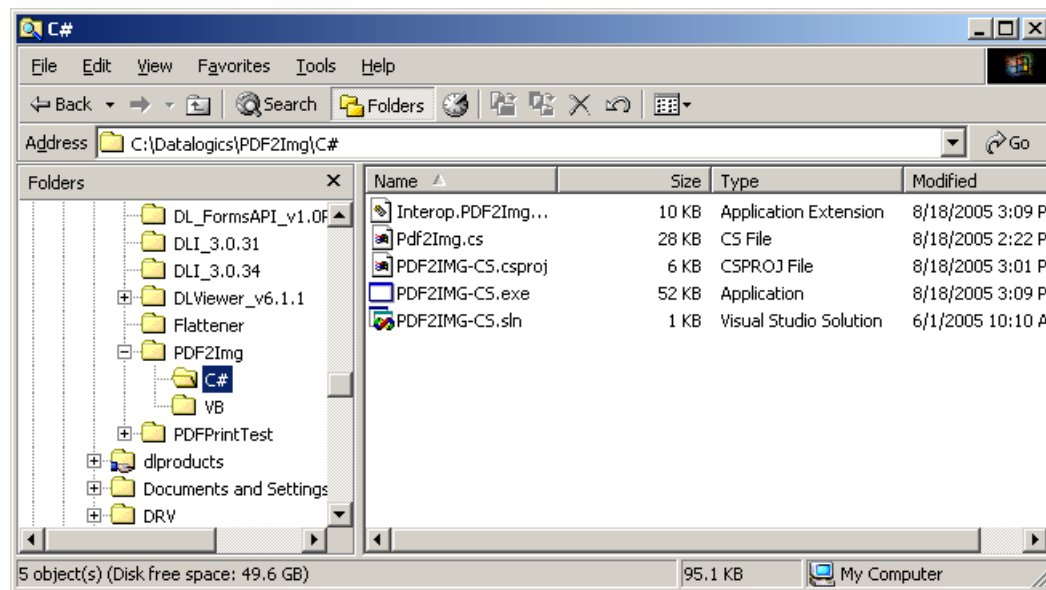 C#
File Edit View Favorites Tools Help
Back Search Folders
Address C:\Datalogics\PDF2Img\C# Go
Folders
DL_FormsAPI_v1.0
DLI_3.0.31
DLI_3.0.34
DLViewer_v6.1.1
Flattener
PDF2Img
C#
VB
PDFPrintTest
dlproducts
Documents and Settings
DRV
Name Size Type Modified
Interop.PDF2Img... 10 KB Application Extension 8/18/2005 3:09 P
Pdf2Img.cs 28 KB CS File 8/18/2005 2:22 P
PDF2IMG-CS.csproj 6 KB CSPROJ File 8/18/2005 3:01 P
PDF2IMG-CS.exe 52 KB Application 8/18/2005 3:09 P
PDF2IMG-CS.sln 1 KB Visual Studio Solution 6/1/2005 10:10 A
5 object(s) (Disk free space: 49.6 GB) 95.1 KB My Computer